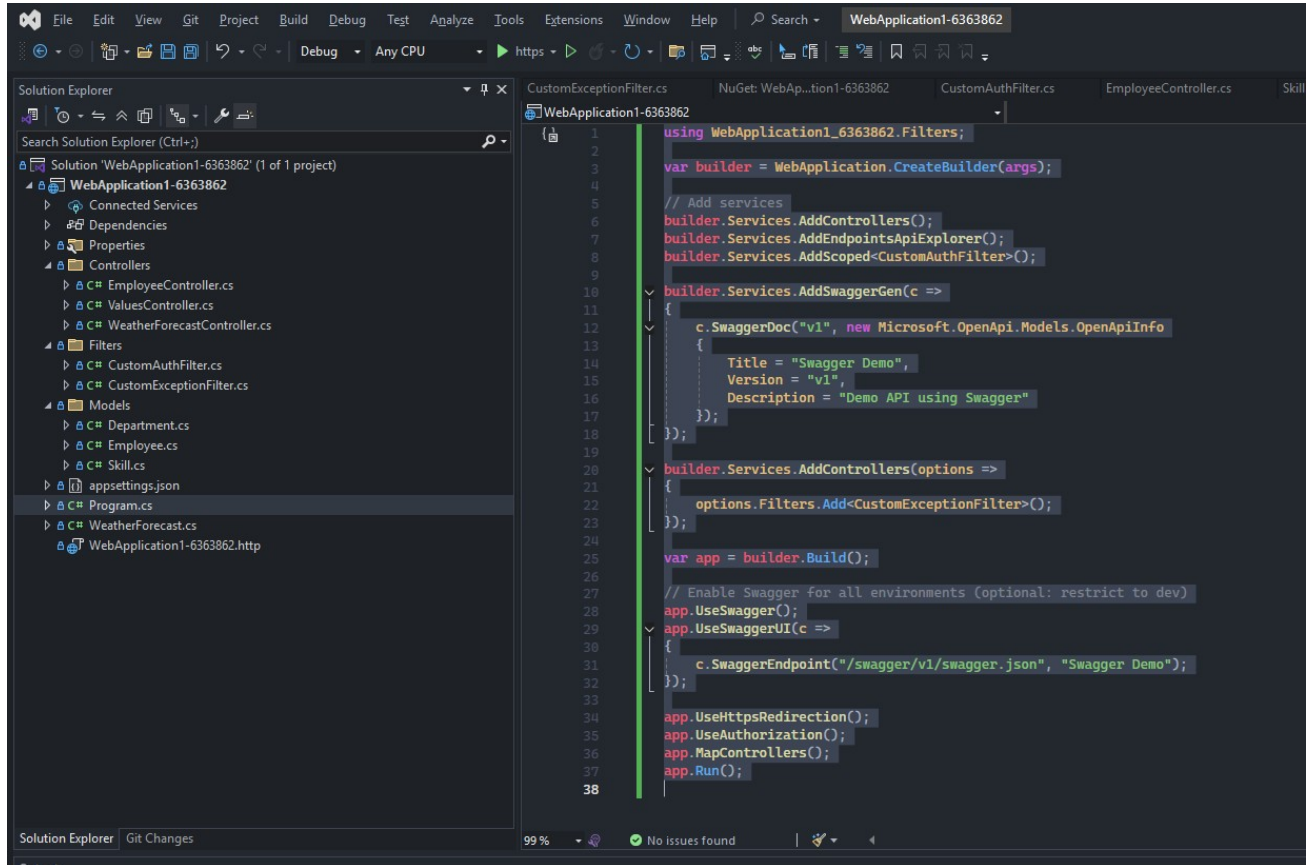 File Edit View Git Project Build Debug Test Analyze Tools Extensions Window Help Search WebApplication1-6363862
Debug Any CPU https
Solution Explorer
Search Solution Explorer (Ctrl+;)
Solution 'WebApplication1-6363862' (1 of 1 project)
WebApplication1-6363862
Connected Services
Dependencies
Properties
Controllers
C# EmployeeController.cs
C# ValuesController.cs
C# WeatherForecastController.cs
Filters
C# CustomAuthFilter.cs
C# CustomExceptionFilter.cs
Models
C# Department.cs
C# Employee.cs
C# Skill.cs
appsettings.json
C# Program.cs
C# WeatherForecast.cs
WebApplication1-6363862.http
Solution Explorer Git Changes
CustomExceptionFilter.cs NuGet: WebAp...tion1-6363862 CustomAuthFilter.cs EmployeeController.cs Skill
WebApplication1-6363862
1 using WebApplication1_6363862.Filters;
2
3 var builder = WebApplication.CreateBuilder(args);
4
5 // Add services
6 builder.Services.AddControllers();
7 builder.Services.AddEndpointsApiExplorer();
8 builder.Services.AddScoped<CustomAuthFilter>();
9
10 builder.Services.AddSwaggerGen(c =>
11 {
12 c.SwaggerDoc("v1", new Microsoft.OpenApi.Models.OpenApiInfo
13 {
14 Title = "Swagger Demo",
15 Version = "v1",
16 Description = "Demo API using Swagger"
17 });
18 });
19
20 builder.Services.AddControllers(options =>
21 {
22 options.Filters.Add<CustomExceptionFilter>();
23 });
24
25 var app = builder.Build();
26
27 // Enable Swagger for all environments (optional: restrict to dev)
28 app.UseSwagger();
29 app.UseSwaggerUI(c =>
30 {
31 c.SwaggerEndpoint("/swagger/v1/swagger.json", "Swagger Demo");
32 });
33
34 app.UseHttpsRedirection();
35 app.UseAuthorization();
36 app.MapControllers();
37 app.Run();
38
99 % No issues found